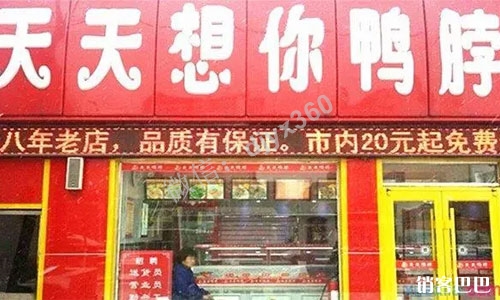 天天想你鸭脖
八年老店，品质有保证。市内20元起免费
招聘
送货员
营业员
销客巴巴